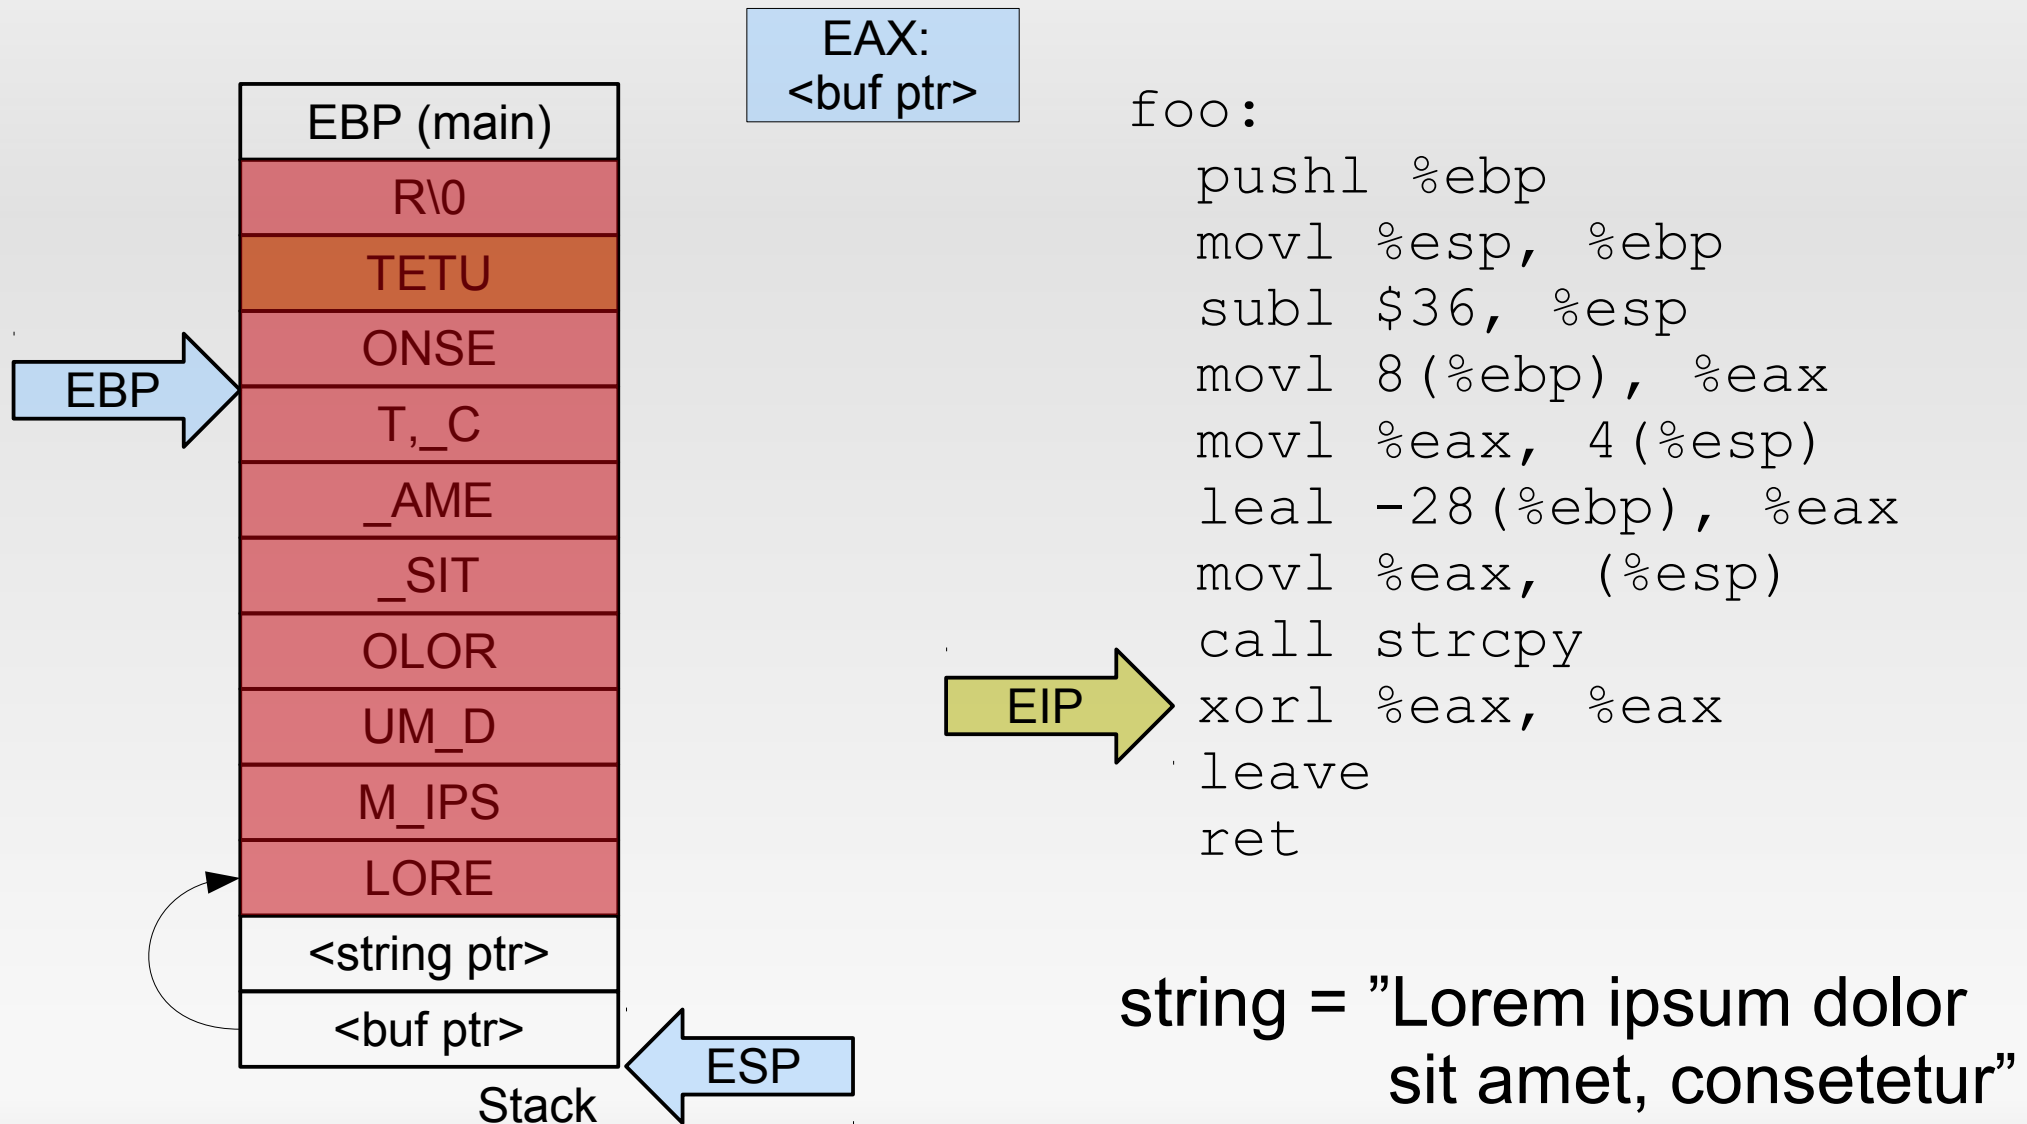 EAX:
<buf ptr>
EBP (main)
R\0
TETU
ONSE
EBP
T,_C
_AME
_SIT
OLOR
UM_D
M_IPS
LORE
<string ptr>
<buf ptr>
ESP
Stack
foo:
pushl %ebp
movl %esp, %ebp
subl $36, %esp
movl 8(%ebp), %eax
movl %eax, 4(%esp)
leal -28(%ebp), %eax
movl %eax, (%esp)
call strcpy
EIP
xorl %eax, %eax
leave
ret
string = ”Lorem ipsum dolor
sit amet, consetetur”